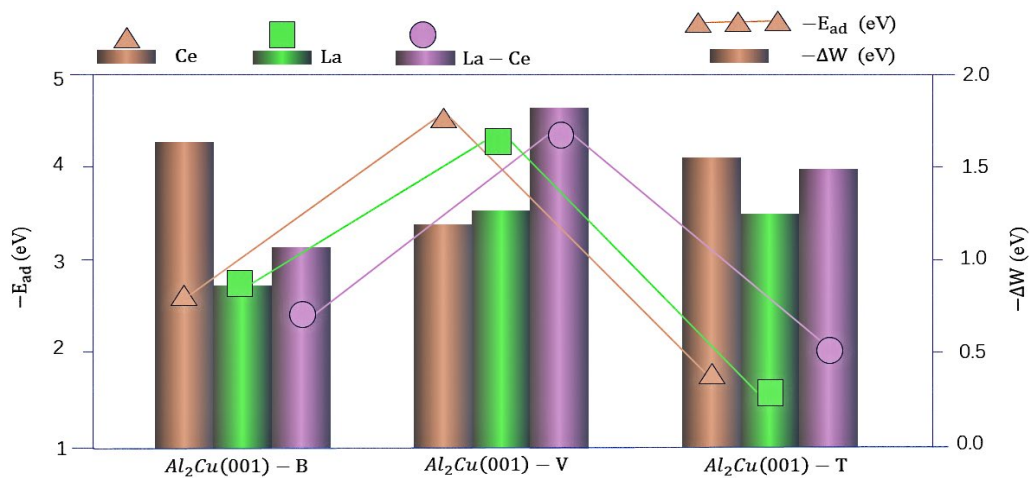 −E_ad (eV)
Ce La La − Ce −ΔW (eV)
5 2.0
4 1.5
3 1.0
2 0.5
1 0.0
−E_ad (eV)
−ΔW (eV)
Al₂Cu(001) − B Al₂Cu(001) − V Al₂Cu(001) − T